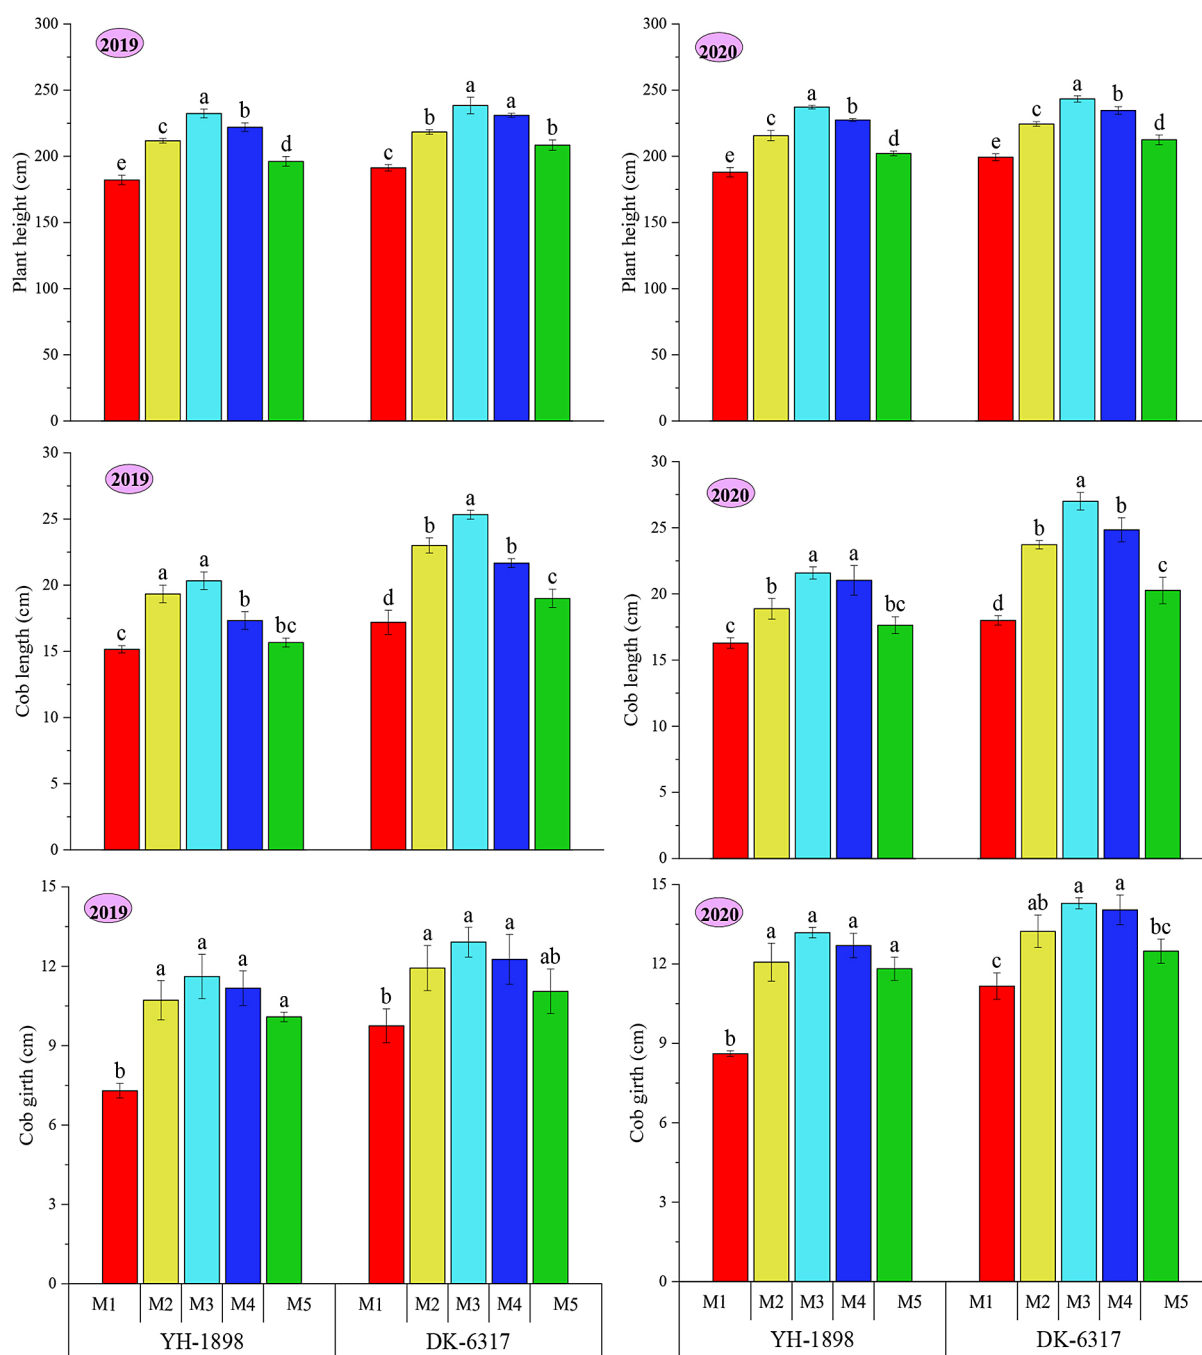 2019
300
250
200
150
100
50
0
Plant height (cm)
e c a b d
c b a a b
2020
300
250
200
150
100
50
0
Plant height (cm)
e c a b d
e c a b d
2019
30
25
20
15
10
5
0
Cob length (cm)
c a a b bc
d b a b c
2020
30
25
20
15
10
5
0
Cob length (cm)
c b a a bc
d b a b c
2019
15
12
9
6
3
0
Cob girth (cm)
b a a a a
b a a a ab
M1 M2 M3 M4 M5 M1 M2 M3 M4 M5
YH-1898 DK-6317
2020
15
12
9
6
3
0
Cob girth (cm)
b a a a a
c ab a a bc
M1 M2 M3 M4 M5 M1 M2 M3 M4 M5
YH-1898 DK-6317